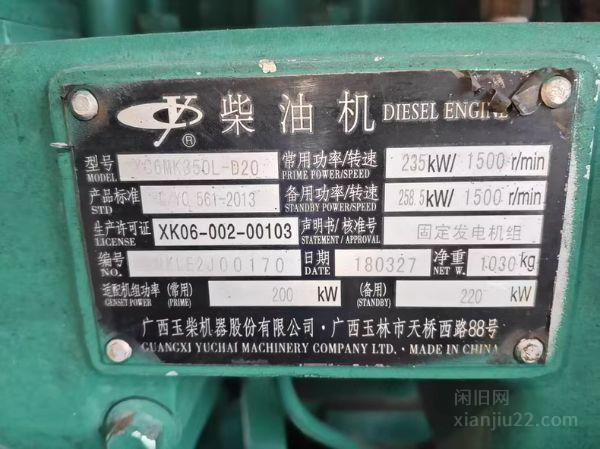 柴油机 DIESEL ENGINE
型号 MODEL YC6MK350L-D20 常用功率/转速 PRIME POWER/SPEED 235kW/ 1500 r/min
产品标准 STD 561-2013 备用功率/转速 STANDBY POWER/SPEED 258.5kW/ 1500 r/min
生产许可证 LICENSE XK06-002-00103 声明书/核准号 STATEMENT / APPROVAL 固定发电机组
编号 NO. 日期 DATE 180327 净重 NET W. 1030kg
适配机组功率 GENSET POWER (常用) (PRIME) 200 kW (备用) (STANDBY) 220 kW
广西玉柴机器股份有限公司·广西玉林市天桥西路88号
GUANGXI YUCHAI MACHINERY COMPANY LTD. · MADE IN CHINA
闲旧网
xianjiu22.com